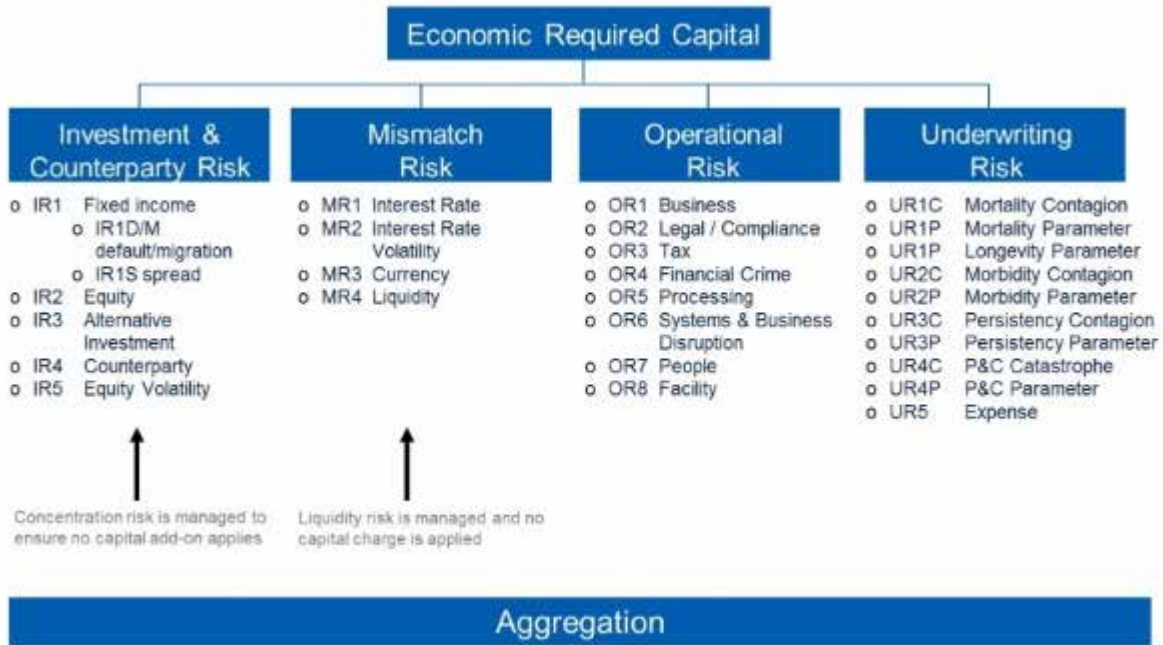 Economic Required Capital
Investment &
Counterparty Risk
o IR1 Fixed income
o IR1D/M
default/migration
o IR1S spread
o IR2 Equity
o IR3 Alternative
Investment
o IR4 Counterparty
o IR5 Equity Volatility
Concentration risk is managed to
ensure no capital add-on applies
Mismatch
Risk
o MR1 Interest Rate
o MR2 Interest Rate
Volatility
o MR3 Currency
o MR4 Liquidity
Liquidity risk is managed and no
capital charge is applied
Operational
Risk
o OR1 Business
o OR2 Legal / Compliance
o OR3 Tax
o OR4 Financial Crime
o OR5 Processing
o OR6 Systems & Business
Disruption
o OR7 People
o OR8 Facility
Underwriting
Risk
o UR1C Mortality Contagion
o UR1P Mortality Parameter
o UR1P Longevity Parameter
o UR2C Morbidity Contagion
o UR2P Morbidity Parameter
o UR3C Persistency Contagion
o UR3P Persistency Parameter
o UR4C P&C Catastrophe
o UR4P P&C Parameter
o UR5 Expense
Aggregation